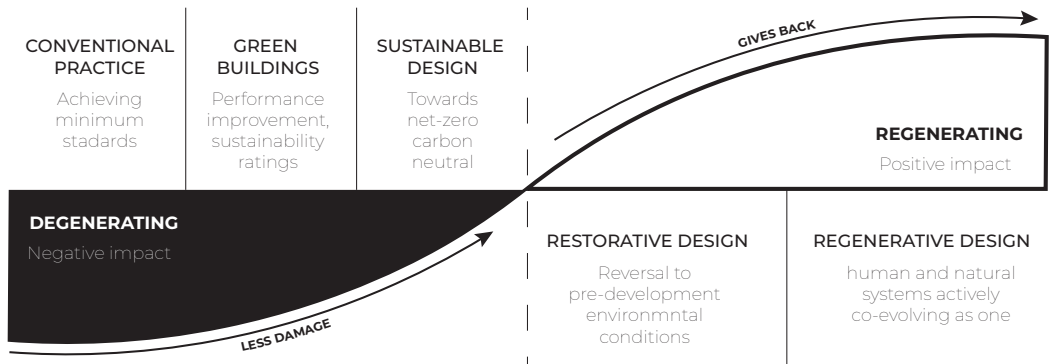 CONVENTIONAL
PRACTICE
Achieving
minimum
stadards
GREEN
BUILDINGS
Performance
improvement,
sustainability
ratings
SUSTAINABLE
DESIGN
Towards
net-zero
carbon
neutral
GIVES BACK
REGENERATING
Positive impact
DEGENERATING
Negative impact
LESS DAMAGE
RESTORATIVE DESIGN
Reversal to
pre-development
environmntal
conditions
REGENERATIVE DESIGN
human and natural
systems actively
co-evolving as one